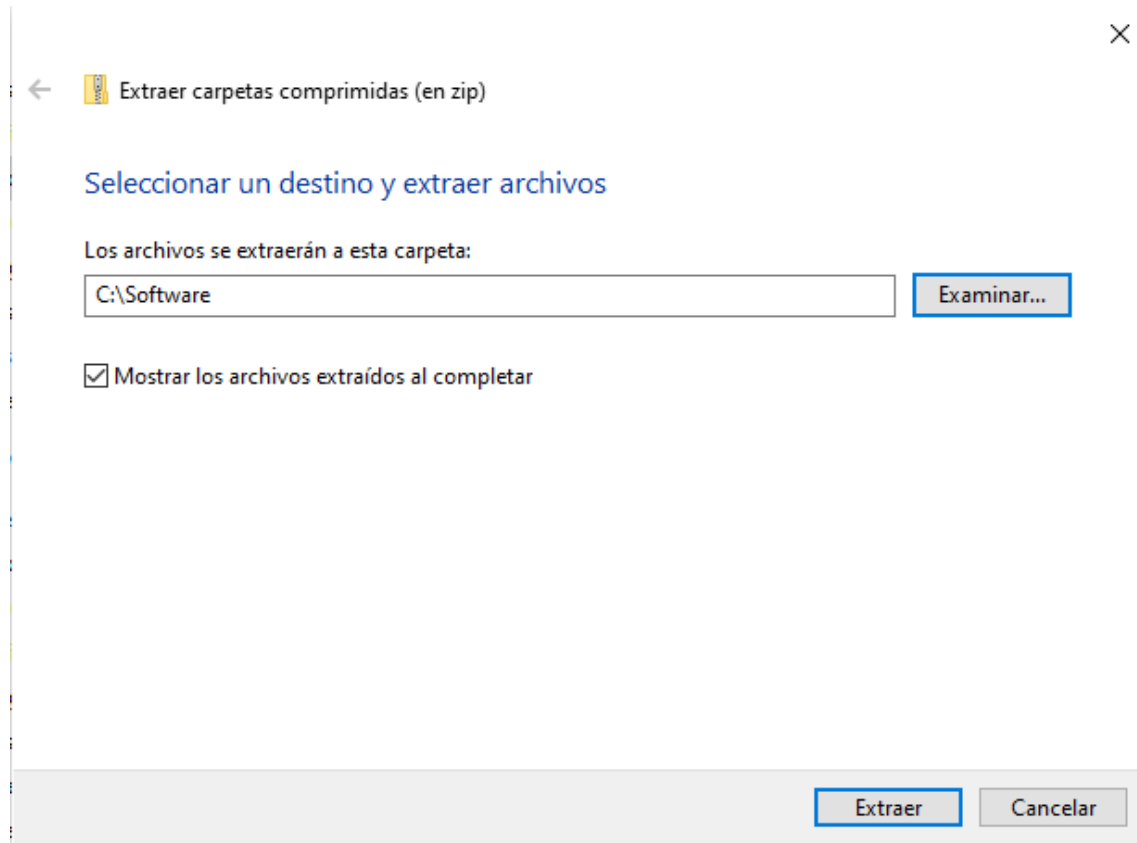 Extraer carpetas comprimidas (en zip)
Seleccionar un destino y extraer archivos
Los archivos se extraerán a esta carpeta:
C:\Software
Examinar...
Mostrar los archivos extraídos al completar
Extraer
Cancelar